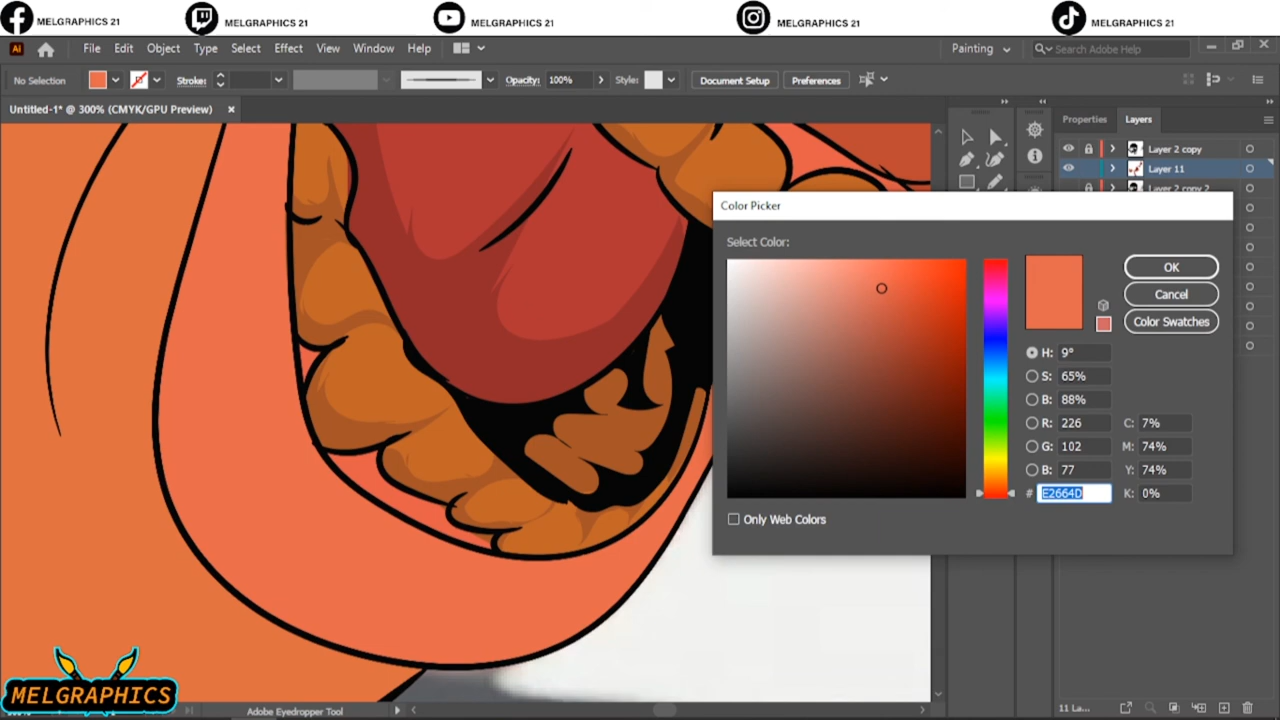 MELGRAPHICS 21
MELGRAPHICS 21
MELGRAPHICS 21
MELGRAPHICS 21
MELGRAPHICS 21
Ai File Edit Object Type Select Effect View Window Help
Painting
Search Adobe Help
No Selection
Stroke:
Opacity: 100%
Style:
Document Setup
Preferences
Untitled-1* @ 300% (CMYK/GPU Preview) ×
Properties Layers
Layer 2 copy
Layer 11
Layer 2 copy 2
Color Picker
Select Color:
OK
Cancel
Color Swatches
H: 9°
S: 65%
B: 88%
R: 226
C: 7%
G: 102
M: 74%
B: 77
Y: 74%
# E2664D
K: 0%
Only Web Colors
MELGRAPHICS
Adobe Eyedropper Tool
11 La...